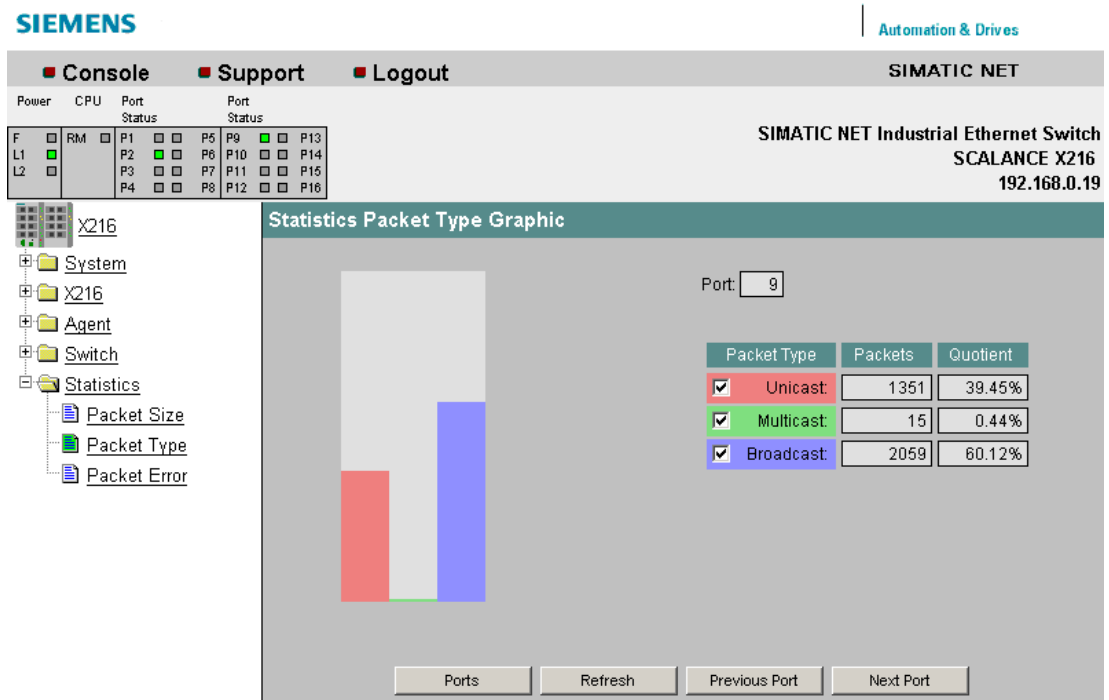 SIEMENS
Automation & Drives
Console Support Logout SIMATIC NET
Power CPU Port Status Port Status
F RM P1 P5 P9 P13
L1 P2 P6 P10 P14
L2 P3 P7 P11 P15
P4 P8 P12 P16
SIMATIC NET Industrial Ethernet Switch
SCALANCE X216
192.168.0.19
X216
System
X216
Agent
Switch
Statistics
Packet Size
Packet Type
Packet Error
Statistics Packet Type Graphic
Port: 9
Packet Type Packets Quotient
Unicast: 1351 39.45%
Multicast: 15 0.44%
Broadcast: 2059 60.12%
Ports Refresh Previous Port Next Port